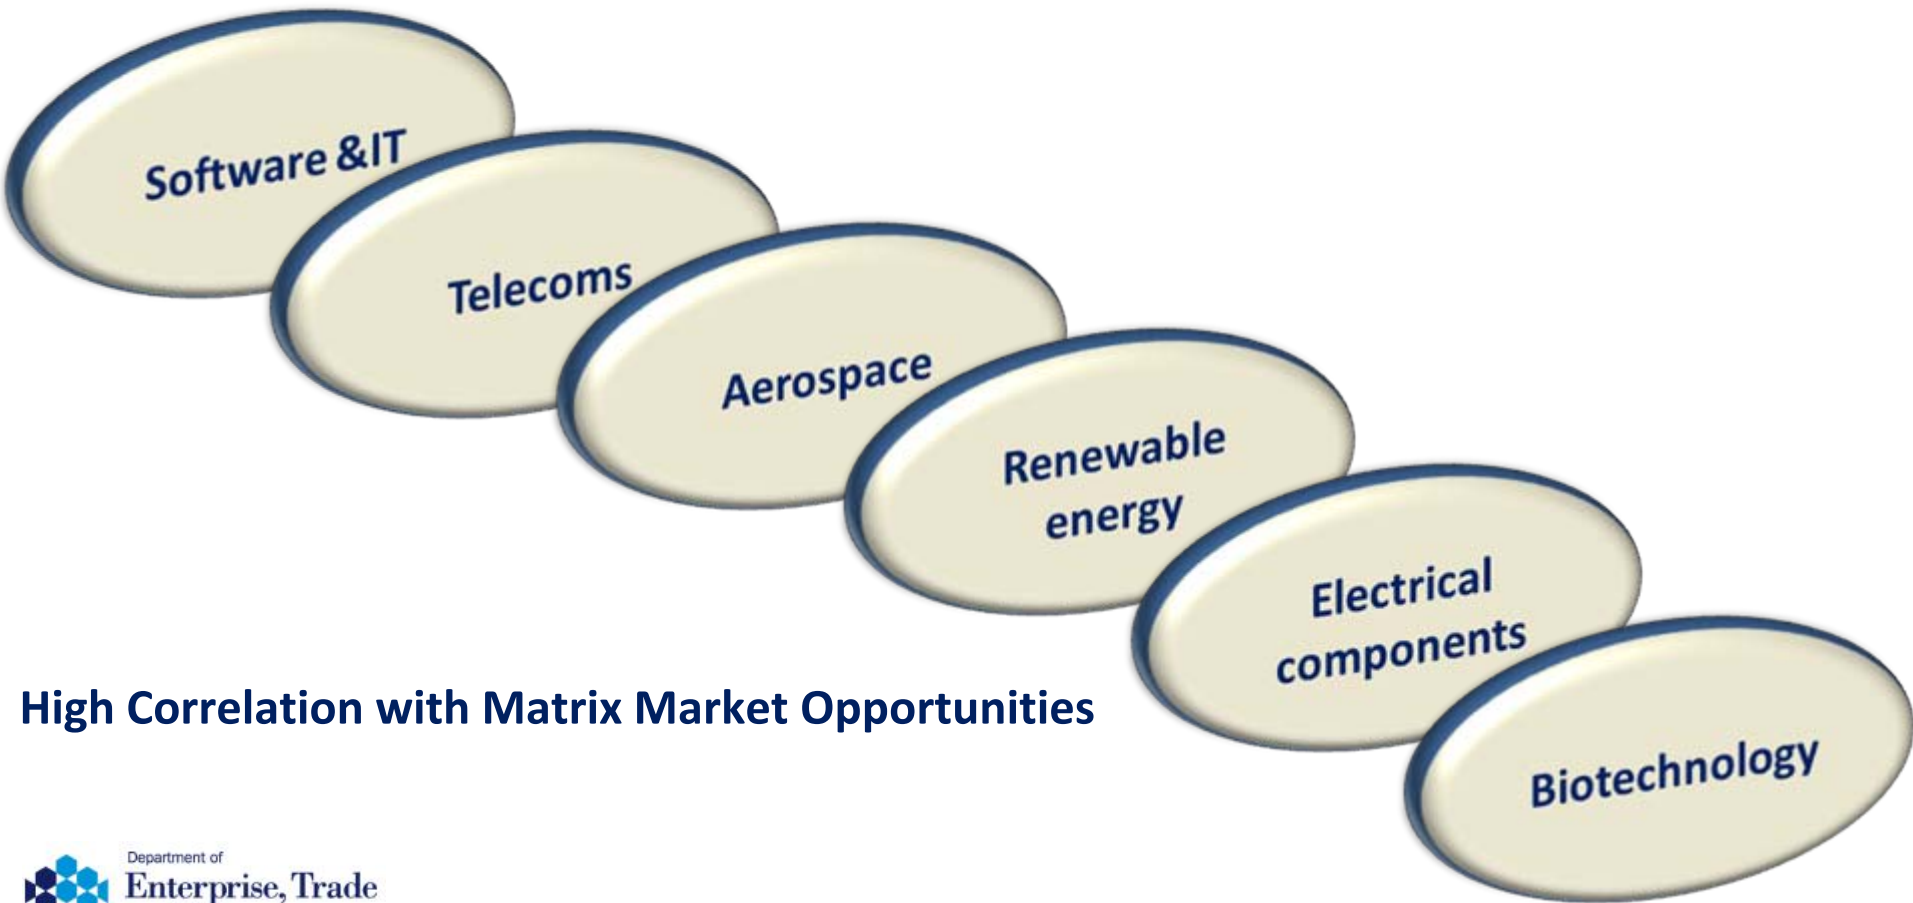 Software &IT
Telecoms
Aerospace
Renewable
energy
Electrical
components
High Correlation with Matrix Market Opportunities
Biotechnology
Department of
Enterprise, Trade